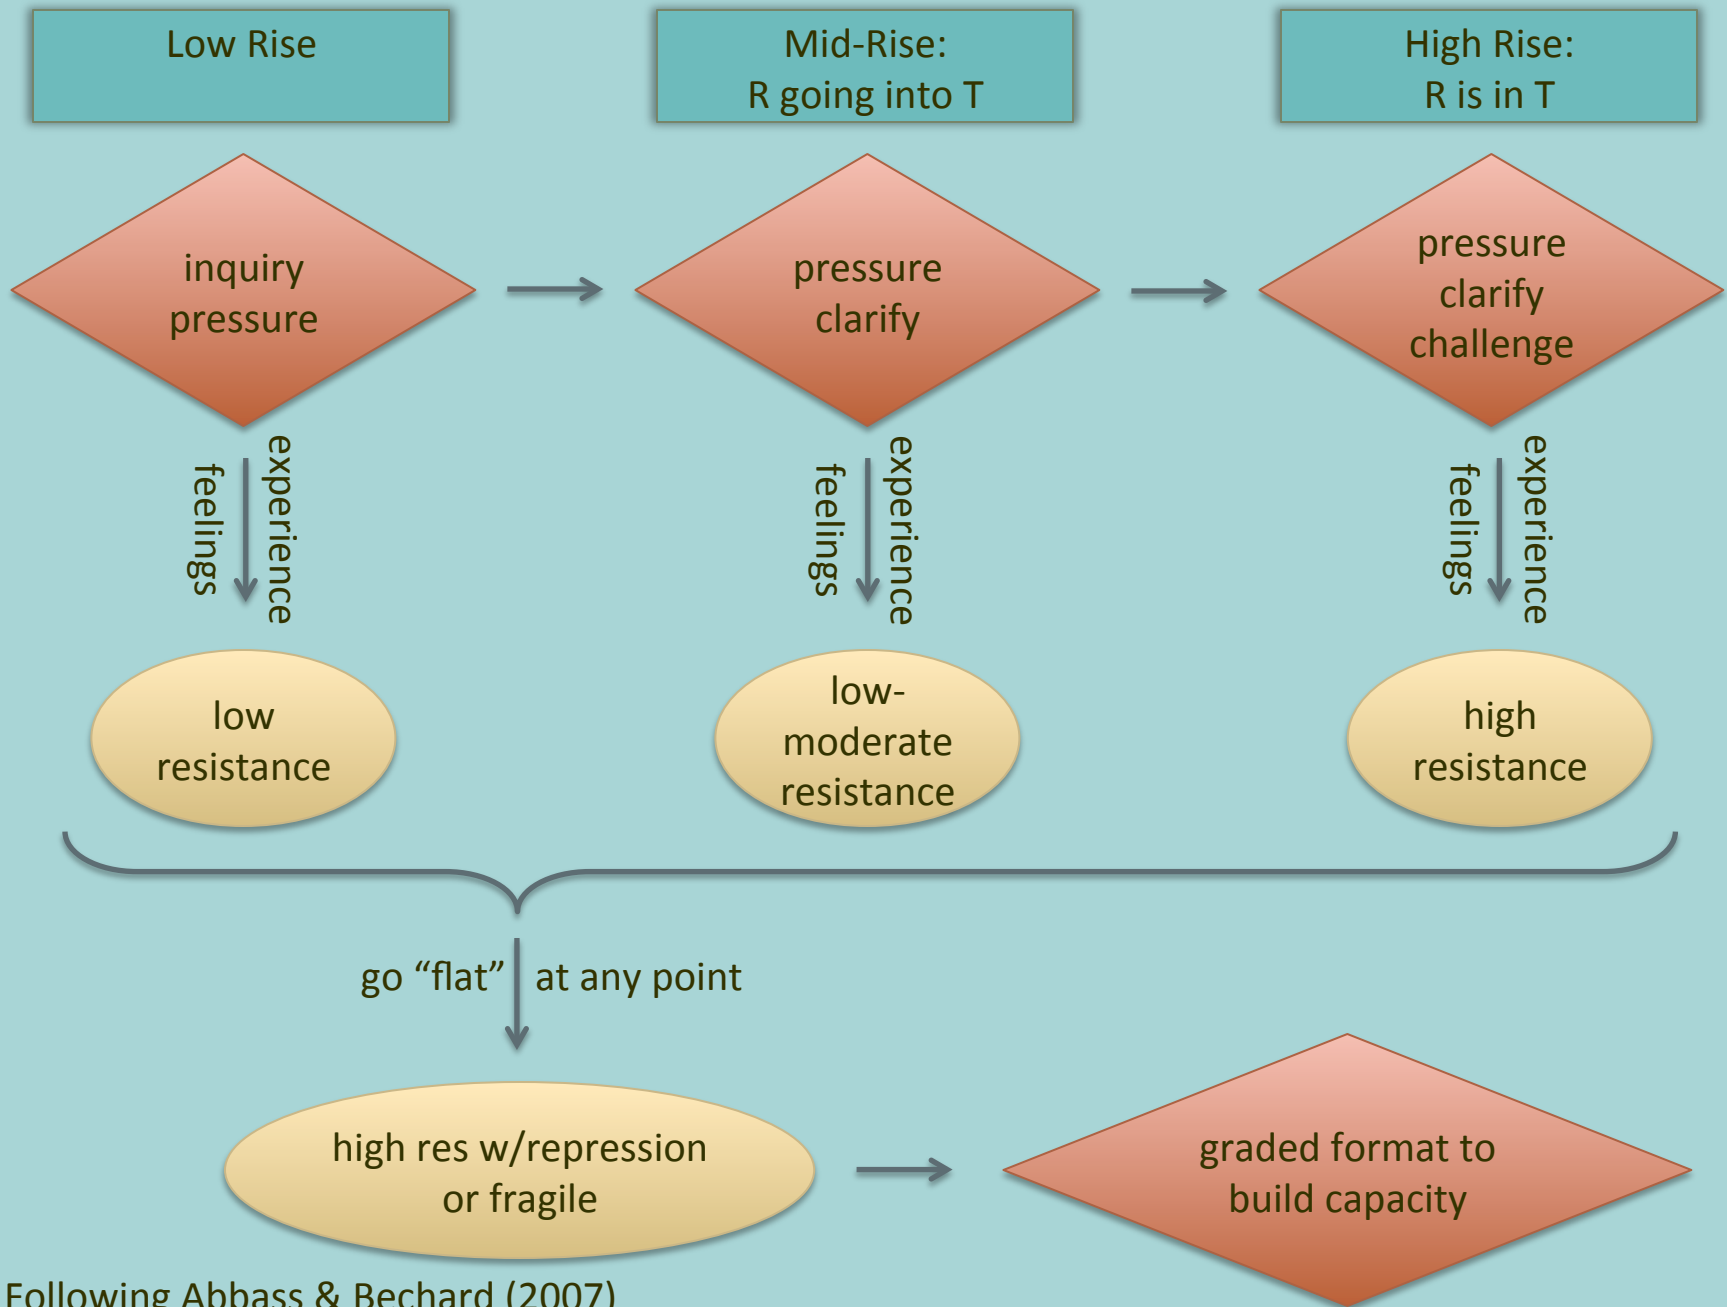 Low Rise
Mid-Rise:
R going into T
High Rise:
R is in T
inquiry
pressure
pressure
clarify
pressure
clarify
challenge
experience
feelings
experience
feelings
experience
feelings
low
resistance
low-
moderate
resistance
high
resistance
go “flat” at any point
high res w/repression
or fragile
graded format to
build capacity
Following Abbass & Bechard (2007)